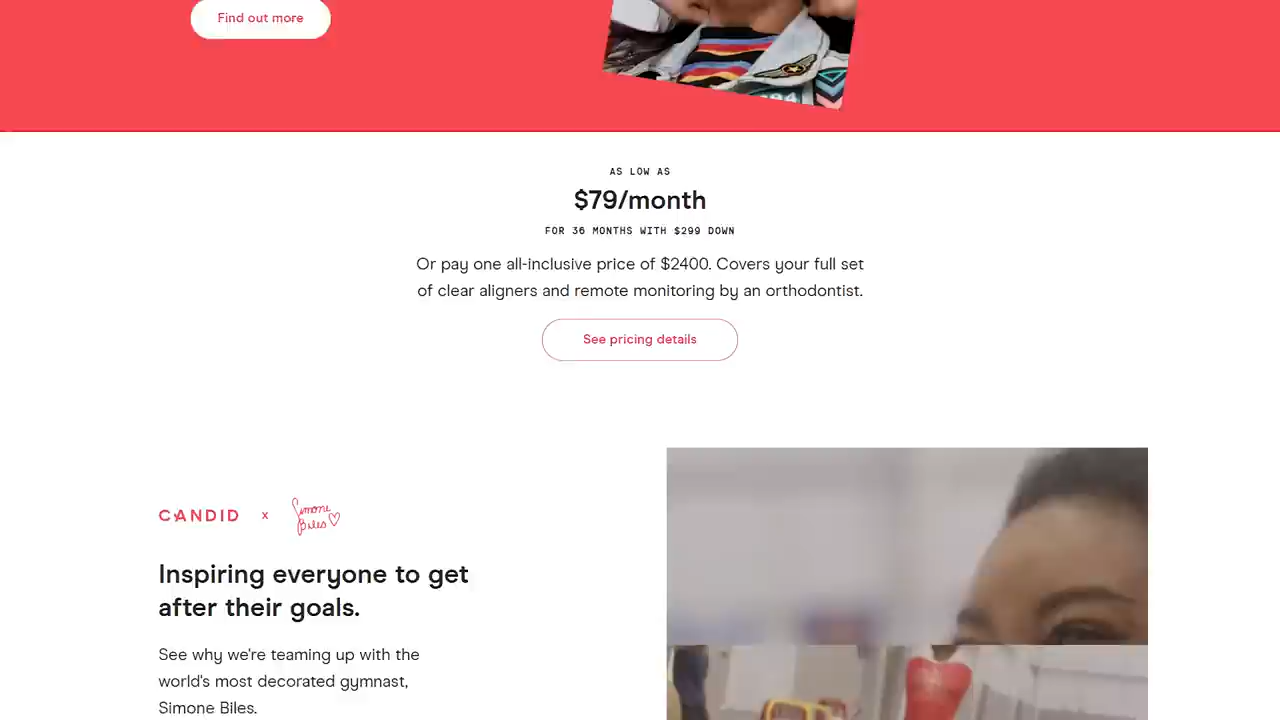 Find out more
AS LOW AS
$79/month
FOR 36 MONTHS WITH $299 DOWN
Or pay one all-inclusive price of $2400. Covers your full set
of clear aligners and remote monitoring by an orthodontist.
See pricing details
CANDID x Simone Biles
Inspiring everyone to get
after their goals.
See why we're teaming up with the
world's most decorated gymnast,
Simone Biles.